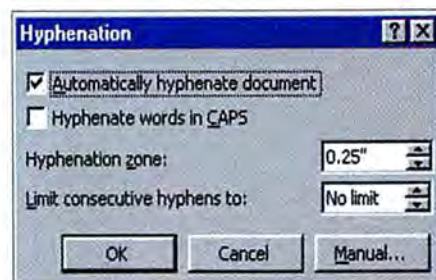 Hyphenation
Automatically hyphenate document
Hyphenate words in CAPS
Hyphenation zone: 0.25"
Limit consecutive hyphens to: No limit
OK Cancel Manual...